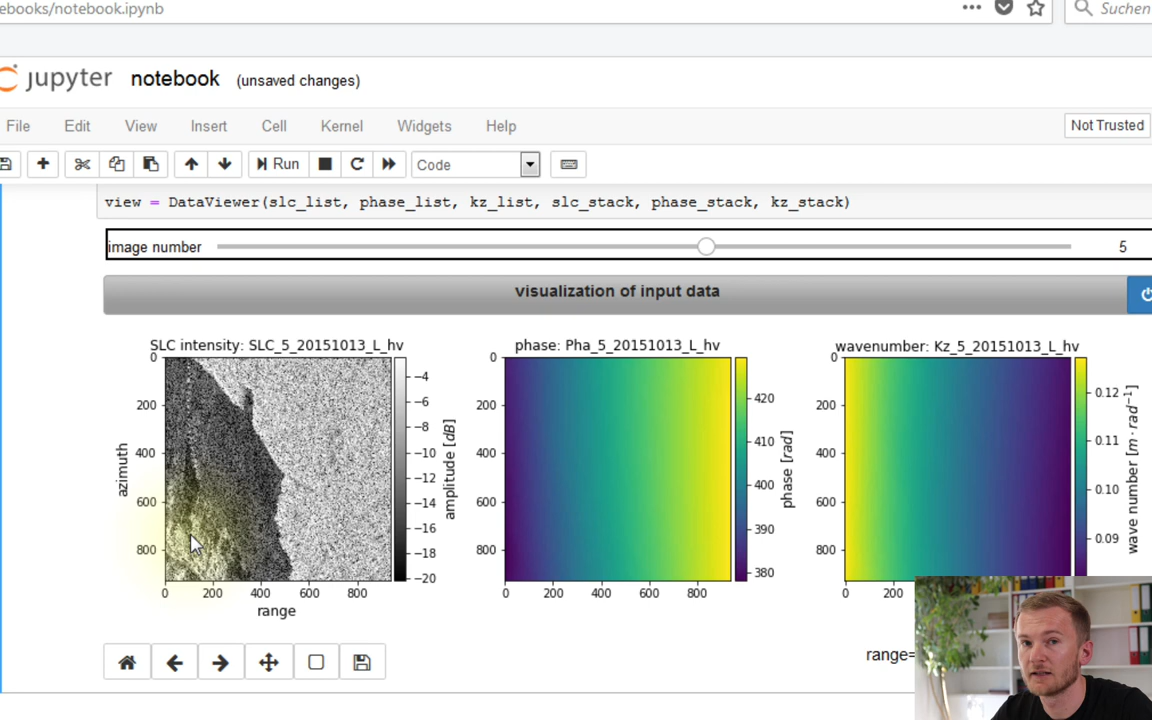 ebooks/notebook.ipynb
Suchen
jupyter notebook (unsaved changes)
File Edit View Insert Cell Kernel Widgets Help
Not Trusted
Run Code
view = DataViewer(slc_list, phase_list, kz_list, slc_stack, phase_stack, kz_stack)
image number 5
visualization of input data
SLC intensity: SLC_5_20151013_L_hv
0
200
400
600
800
azimuth
0 200 400 600 800
range
−4
−6
−8
−10
−12
−14
−16
−18
−20
amplitude [dB]
phase: Pha_5_20151013_L_hv
0
200
400
600
800
0 200 400 600 800
420
410
400
390
380
phase [rad]
wavenumber: Kz_5_20151013_L_hv
0
200
400
600
800
0 200
0.12
0.11
0.10
0.09
wave number [m · rad⁻¹]
range=